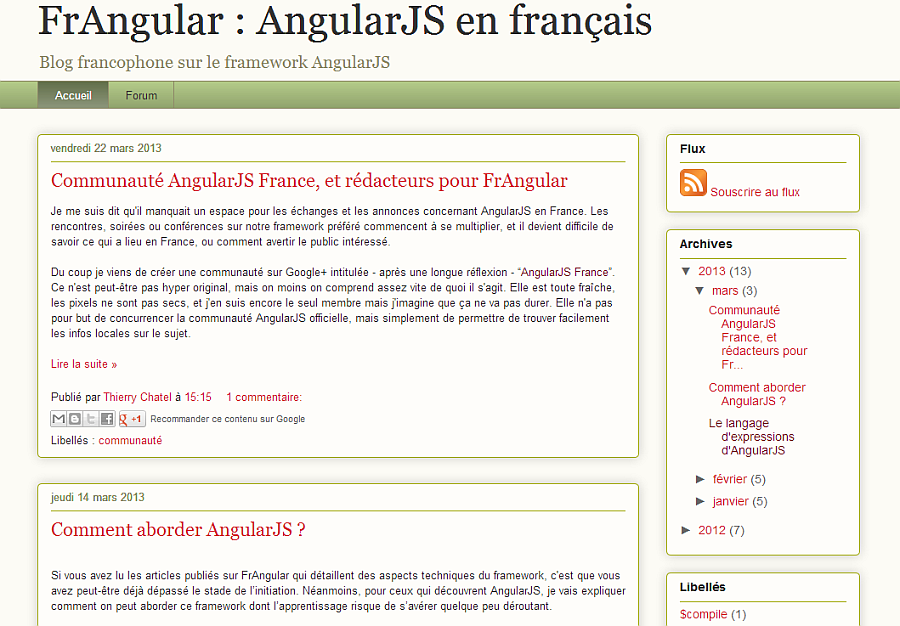 FrAngular : AngularJS en français
Blog francophone sur le framework AngularJS
Accueil Forum
vendredi 22 mars 2013
Communauté AngularJS France, et rédacteurs pour FrAngular
Je me suis dit qu'il manquait un espace pour les échanges et les annonces concernant AngularJS en France. Les
rencontres, soirées ou conférences sur notre framework préféré commencent à se multiplier, et il devient difficile de
savoir ce qui a lieu en France, ou comment avertir le public intéressé.
Du coup je viens de créer une communauté sur Google+ intitulée - après une longue réflexion - “AngularJS France”.
Ce n'est peut-être pas hyper original, mais on moins on comprend assez vite de quoi il s'agit. Elle est toute fraîche,
les pixels ne sont pas secs, et j'en suis encore le seul membre mais j'imagine que ça ne va pas durer. Elle n'a pas
pour but de concurrencer la communauté AngularJS officielle, mais simplement de permettre de trouver facilement
les infos locales sur le sujet.
Lire la suite »
Publié par Thierry Chatel à 15:15 1 commentaire:
+1 Recommander ce contenu sur Google
Libellés : communauté
jeudi 14 mars 2013
Comment aborder AngularJS ?
Si vous avez lu les articles publiés sur FrAngular qui détaillent des aspects techniques du framework, c'est que vous
avez peut-être déjà dépassé le stade de l'initiation. Néanmoins, pour ceux qui découvrent AngularJS, je vais expliquer
comment on peut aborder ce framework dont l'apprentissage risque de s'avérer quelque peu déroutant.
Flux
Souscrire au flux
Archives
▼ 2013 (13)
▼ mars (3)
Communauté
AngularJS
France, et
rédacteurs pour
Fr...
Comment aborder
AngularJS ?
Le langage
d'expressions
d'AngularJS
► février (5)
► janvier (5)
► 2012 (7)
Libellés
$compile (1)